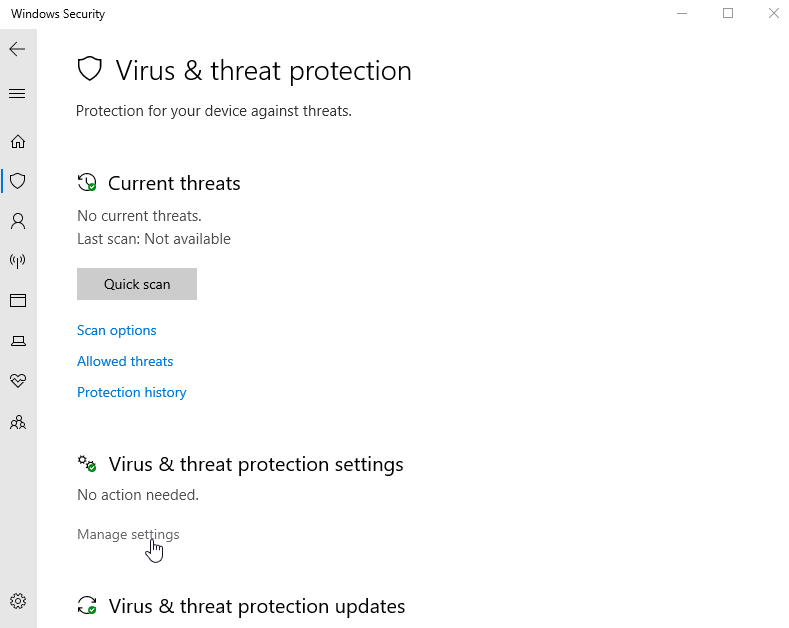 Windows Security
Virus & threat protection
Protection for your device against threats.
Current threats
No current threats.
Last scan: Not available
Quick scan
Scan options
Allowed threats
Protection history
Virus & threat protection settings
No action needed.
Manage settings
Virus & threat protection updates